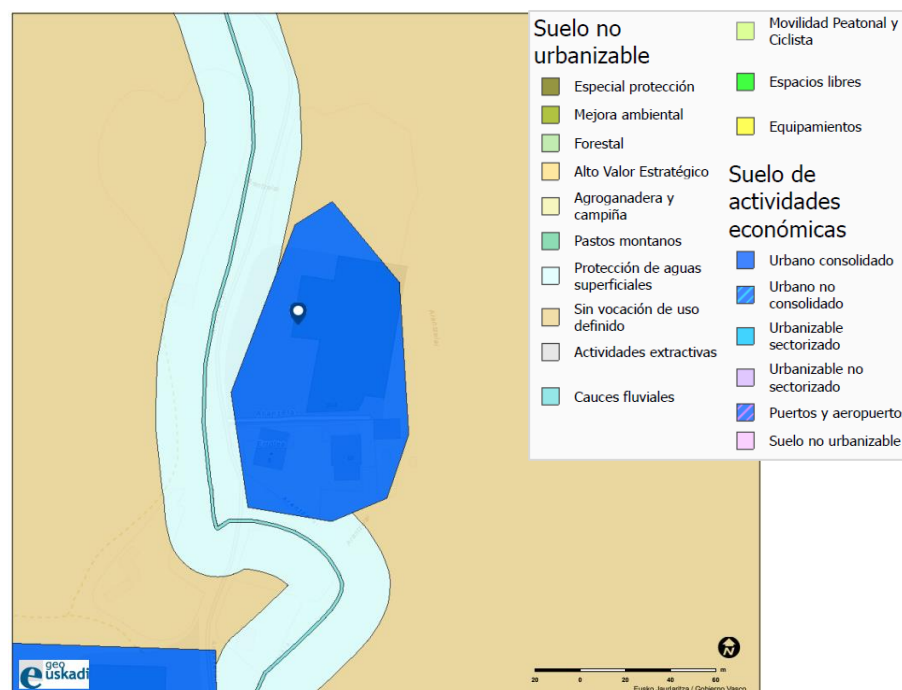 Suelo no
urbanizable
Especial protección
Mejora ambiental
Forestal
Alto Valor Estratégico
Agroganadera y
campiña
Pastos montanos
Protección de aguas
superficiales
Sin vocación de uso
definido
Actividades extractivas
Cauces fluviales
Movilidad Peatonal y
Ciclista
Espacios libres
Equipamientos
Suelo de
actividades
económicas
Urbano consolidado
Urbano no
consolidado
Urbanizable
sectorizado
Urbanizable no
sectorizado
Puertos y aeropuerto
Suelo no urbanizable
N
geo
euskadi
20 0 20 40 60 m
Eusko Jaurlaritza / Gobierno Vasco